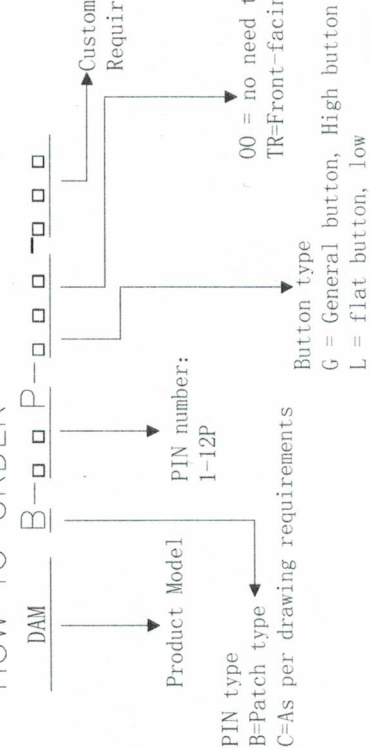 HOW TO ORDER
DAM B-□□ P-□□□-□□□
Product Model
PIN number:
1-12P
PIN type
B=Patch type
C=As per drawing requirements
Button type
G = General button, High button
L = flat button, low
00 = no need t
TR=Front-facin
Custom
Requir